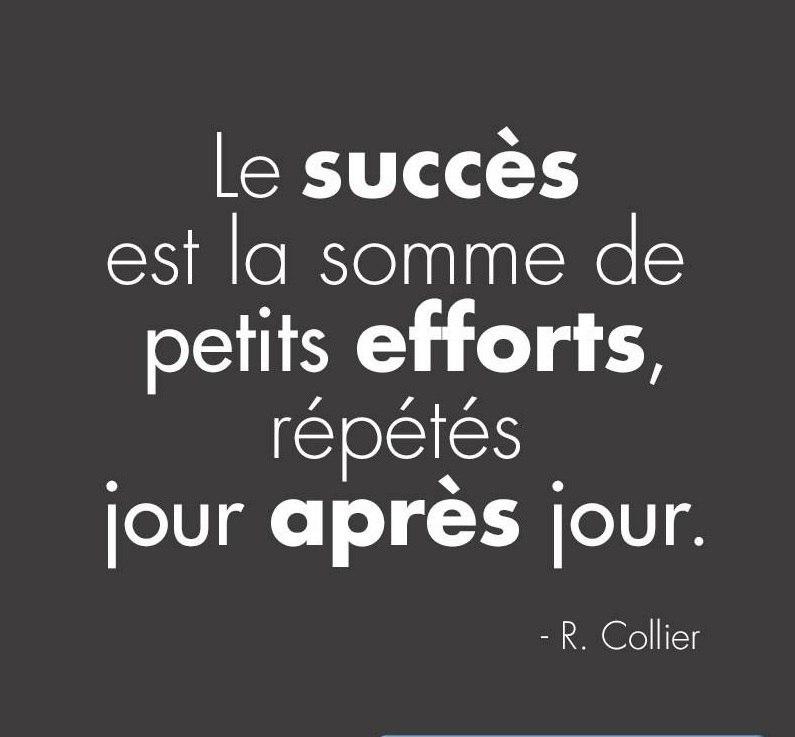 Le succès
est la somme de
petits efforts,
répétés
jour après jour.
- R. Collier